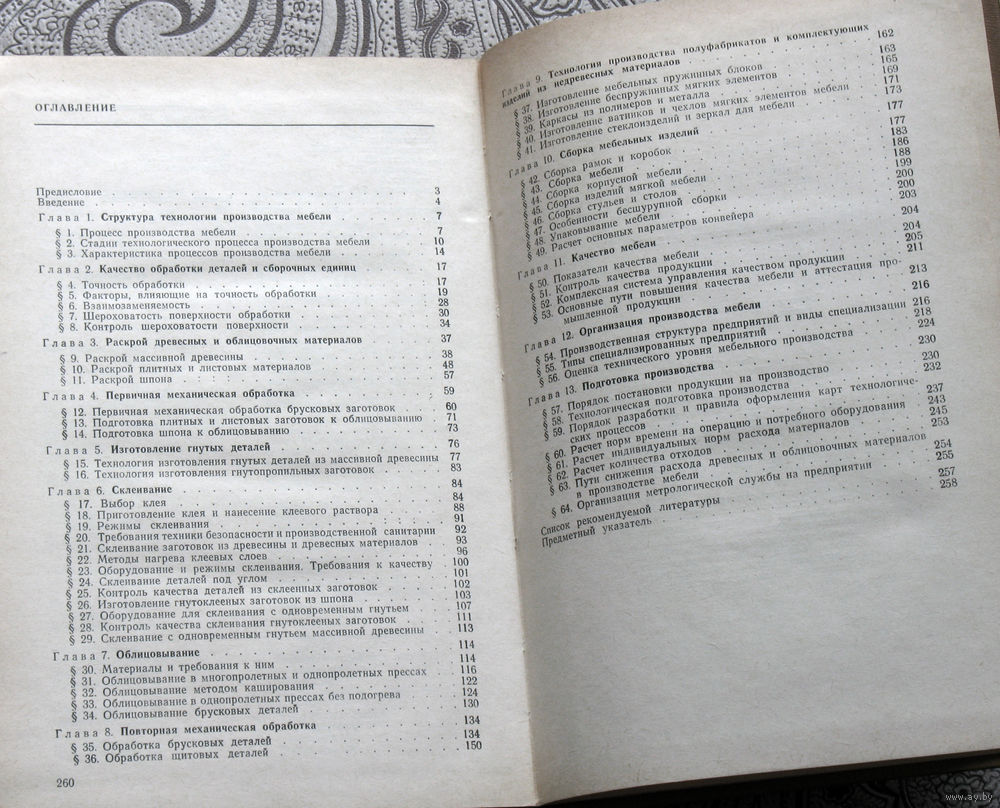 ОГЛАВЛЕНИЕ
Предисловие 3
Введение 4
Глава 1. Структура технологии производства мебели 7
§ 1. Процесс производства мебели 7
§ 2. Стадии технологического процесса производства мебели 10
§ 3. Характеристика процессов производства мебели 14
Глава 2. Качество обработки деталей и сборочных единиц 17
§ 4. Точность обработки 17
§ 5. Факторы, влияющие на точность обработки 19
§ 6. Взаимозаменяемость 28
§ 7. Шероховатость поверхности обработки 30
§ 8. Контроль шероховатости поверхности 34
Глава 3. Раскрой древесных и облицовочных материалов 37
§ 9. Раскрой массивной древесины 38
§ 10. Раскрой плитных и листовых материалов 48
§ 11. Раскрой шпона 57
Глава 4. Первичная механическая обработка 59
§ 12. Первичная механическая обработка брусковых заготовок 60
§ 13. Подготовка плитных и листовых заготовок к облицовыванию 71
§ 14. Подготовка шпона к облицовыванию 73
Глава 5. Изготовление гнутых деталей 76
§ 15. Технология изготовления гнутых деталей из массивной древесины 77
§ 16. Технология изготовления гнутопропильных заготовок 83
Глава 6. Склеивание 84
§ 17. Выбор клея 84
§ 18. Приготовление клея и нанесение клеевого раствора 88
§ 19. Режимы склеивания 91
§ 20. Требования техники безопасности и производственной санитарии 92
§ 21. Склеивание заготовок из древесины и древесных материалов 93
§ 22. Методы нагрева клеевых слоев 96
§ 23. Оборудование и режимы склеивания. Требования к качеству 100
§ 24. Склеивание деталей под углом 101
§ 25. Контроль качества деталей из склеенных заготовок 102
§ 26. Изготовление гнутоклееных заготовок из шпона 103
§ 27. Оборудование для склеивания с одновременным гнутьем 107
§ 28. Контроль качества склеивания гнутоклееных заготовок 111
§ 29. Склеивание с одновременным гнутьем массивной древесины 113
Глава 7. Облицовывание 114
§ 30. Материалы и требования к ним 114
§ 31. Облицовывание в многопролетных и однопролетных прессах 116
§ 32. Облицовывание методом каширования 122
§ 33. Облицовывание в однопролетных прессах без подогрева 124
§ 34. Облицовывание брусковых деталей 130
Глава 8. Повторная механическая обработка 134
§ 35. Обработка брусковых деталей 134
§ 36. Обработка щитовых деталей 150
260
Глава 9. Технология производства полуфабрикатов и комплектующих
изделий из недревесных материалов 162
§ 37. Изготовление мебельных пружинных блоков 163
§ 38. Изготовление беспружинных мягких элементов 165
§ 39. Каркасы из полимеров и металла 169
§ 40. Изготовление ватников и чехлов мягких элементов мебели 171
§ 41. Изготовление стеклоизделий и зеркал для мебели 173
Глава 10. Сборка мебельных изделий 177
§ 42. Сборка рамок и коробок 177
§ 43. Сборка мебели 183
§ 44. Сборка корпусной мебели 186
§ 45. Сборка изделий мягкой мебели 188
§ 46. Сборка стульев и столов 199
§ 47. Особенности бесшурупной сборки 200
§ 48. Упаковывание мебели 200
§ 49. Расчет основных параметров конвейера 203
Глава 11. Качество мебели 204
§ 50. Показатели качества мебели 204
§ 51. Контроль качества продукции 205
§ 52. Комплексная система управления качеством продукции 211
§ 53. Основные пути повышения качества мебели и аттестация про-
мышленной продукции 213
Глава 12. Организация производства мебели 216
§ 54. Производственная структура предприятий и виды специализации 216
§ 55. Типы специализированных предприятий 218
§ 56. Оценка технического уровня мебельного производства 224
Глава 13. Подготовка производства 230
§ 57. Порядок постановки продукции на производство 230
§ 58. Технологическая подготовка производства 232
§ 59. Порядок разработки и правила оформления карт технологиче-
ских процессов 237
§ 60. Расчет норм времени на операцию и потребного оборудования 243
§ 61. Расчет индивидуальных норм расхода материалов 245
§ 62. Расчет количества отходов 253
§ 63. Пути снижения расхода древесных и облицовочных материалов
в производстве мебели 254
§ 64. Организация метрологической службы на предприятии 255
Список рекомендуемой литературы 257
Предметный указатель 258
www.ay.by